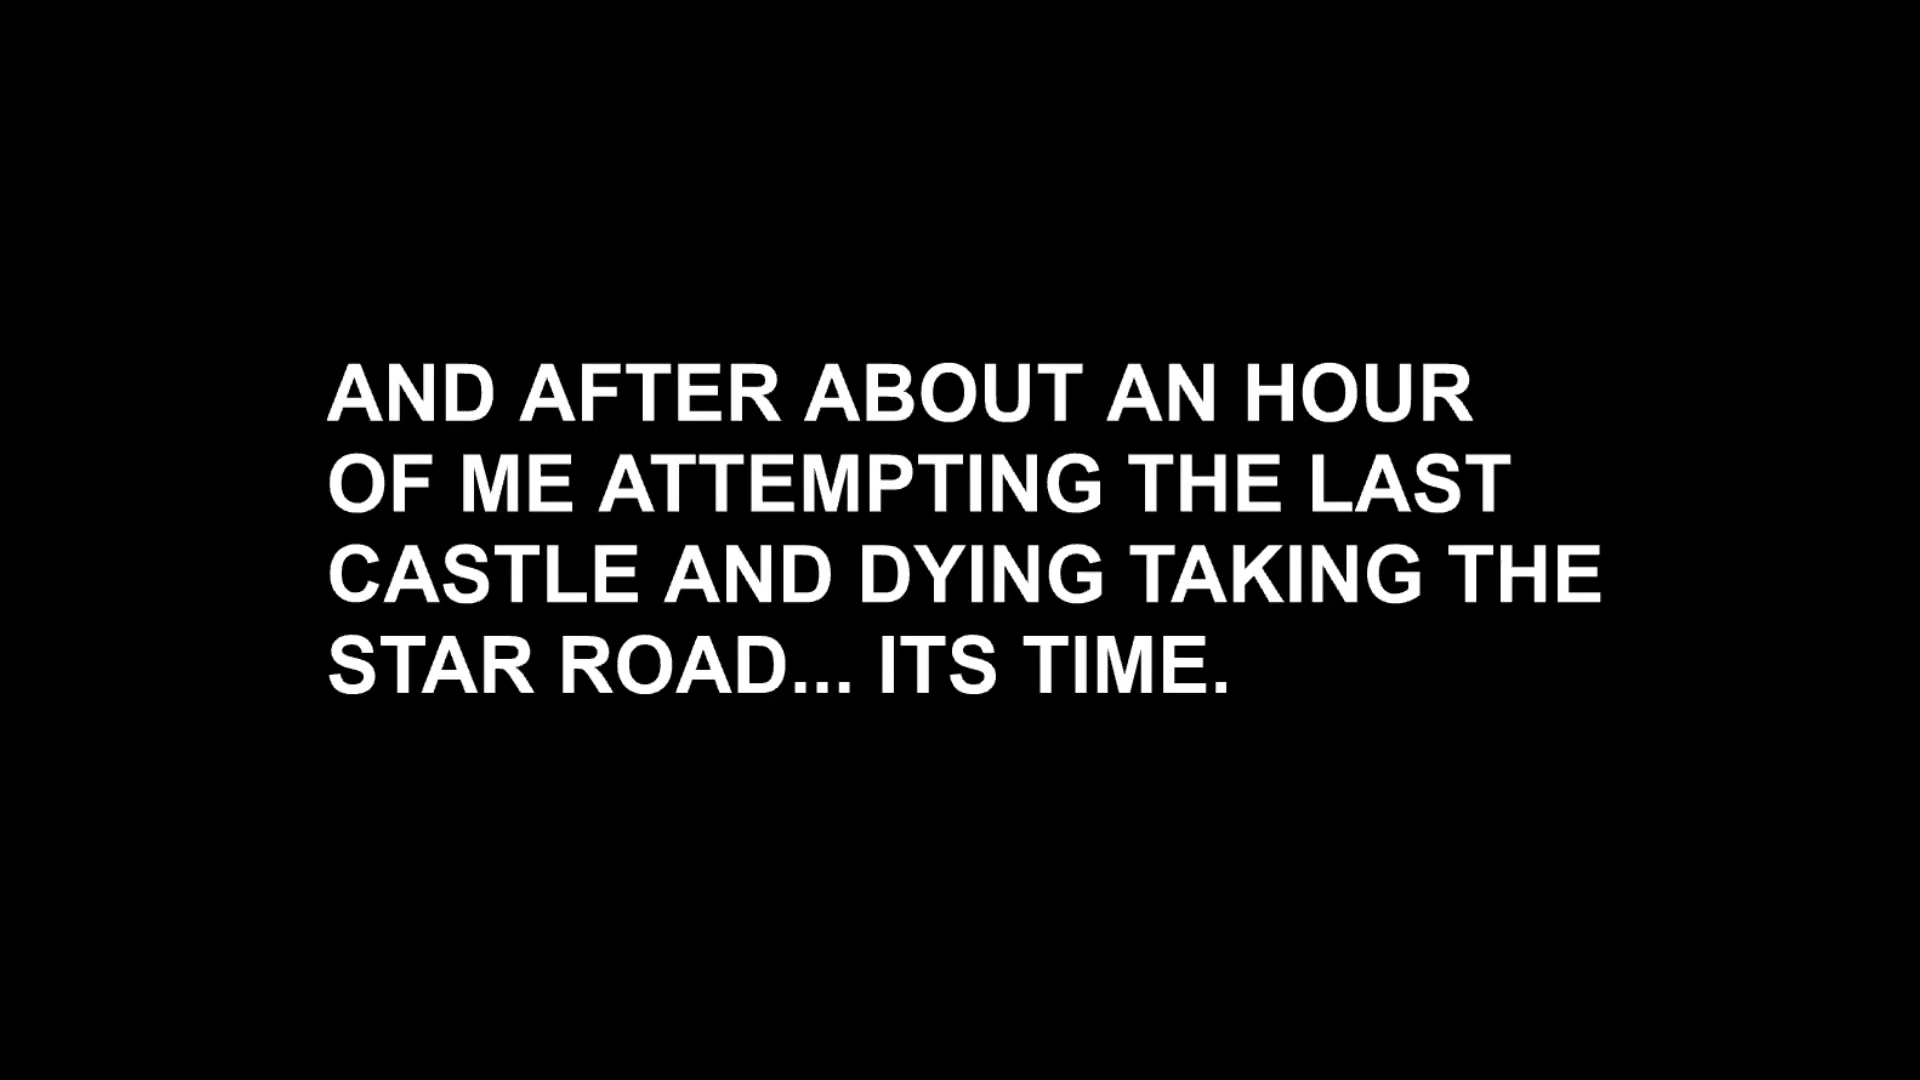 AND AFTER ABOUT AN HOUR
OF ME ATTEMPTING THE LAST
CASTLE AND DYING TAKING THE
STAR ROAD... ITS TIME.